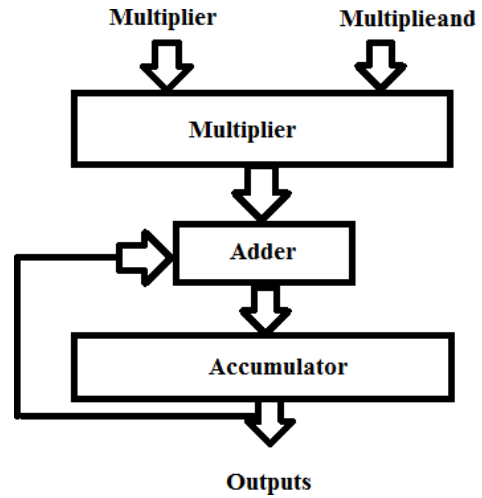 Multiplier
Multiplieand
Multiplier
Adder
Accumulator
Outputs